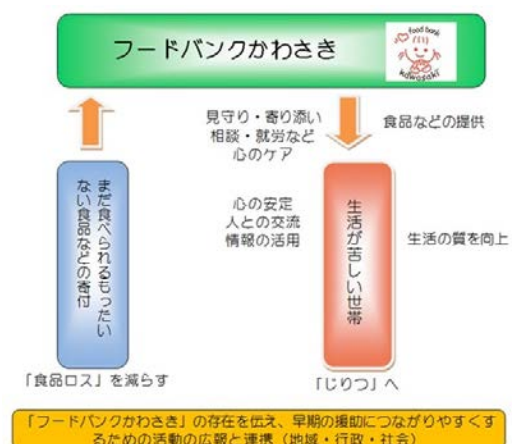 フードバンクかわさき
food bank
kawasaki
見守り・寄り添い
相談・就労など
心のケア
食品などの提供
まだ食べられるもったい
ない食品などの寄付
心の安定
人との交流
情報の活用
生活が苦しい世帯
生活の質を向上
「食品ロス」を減らす
「じりつ」へ
「フードバンクかわさき」の存在を伝え、早期の援助につながりやすくす
るための活動の広報と連携（地域・行政・社会）